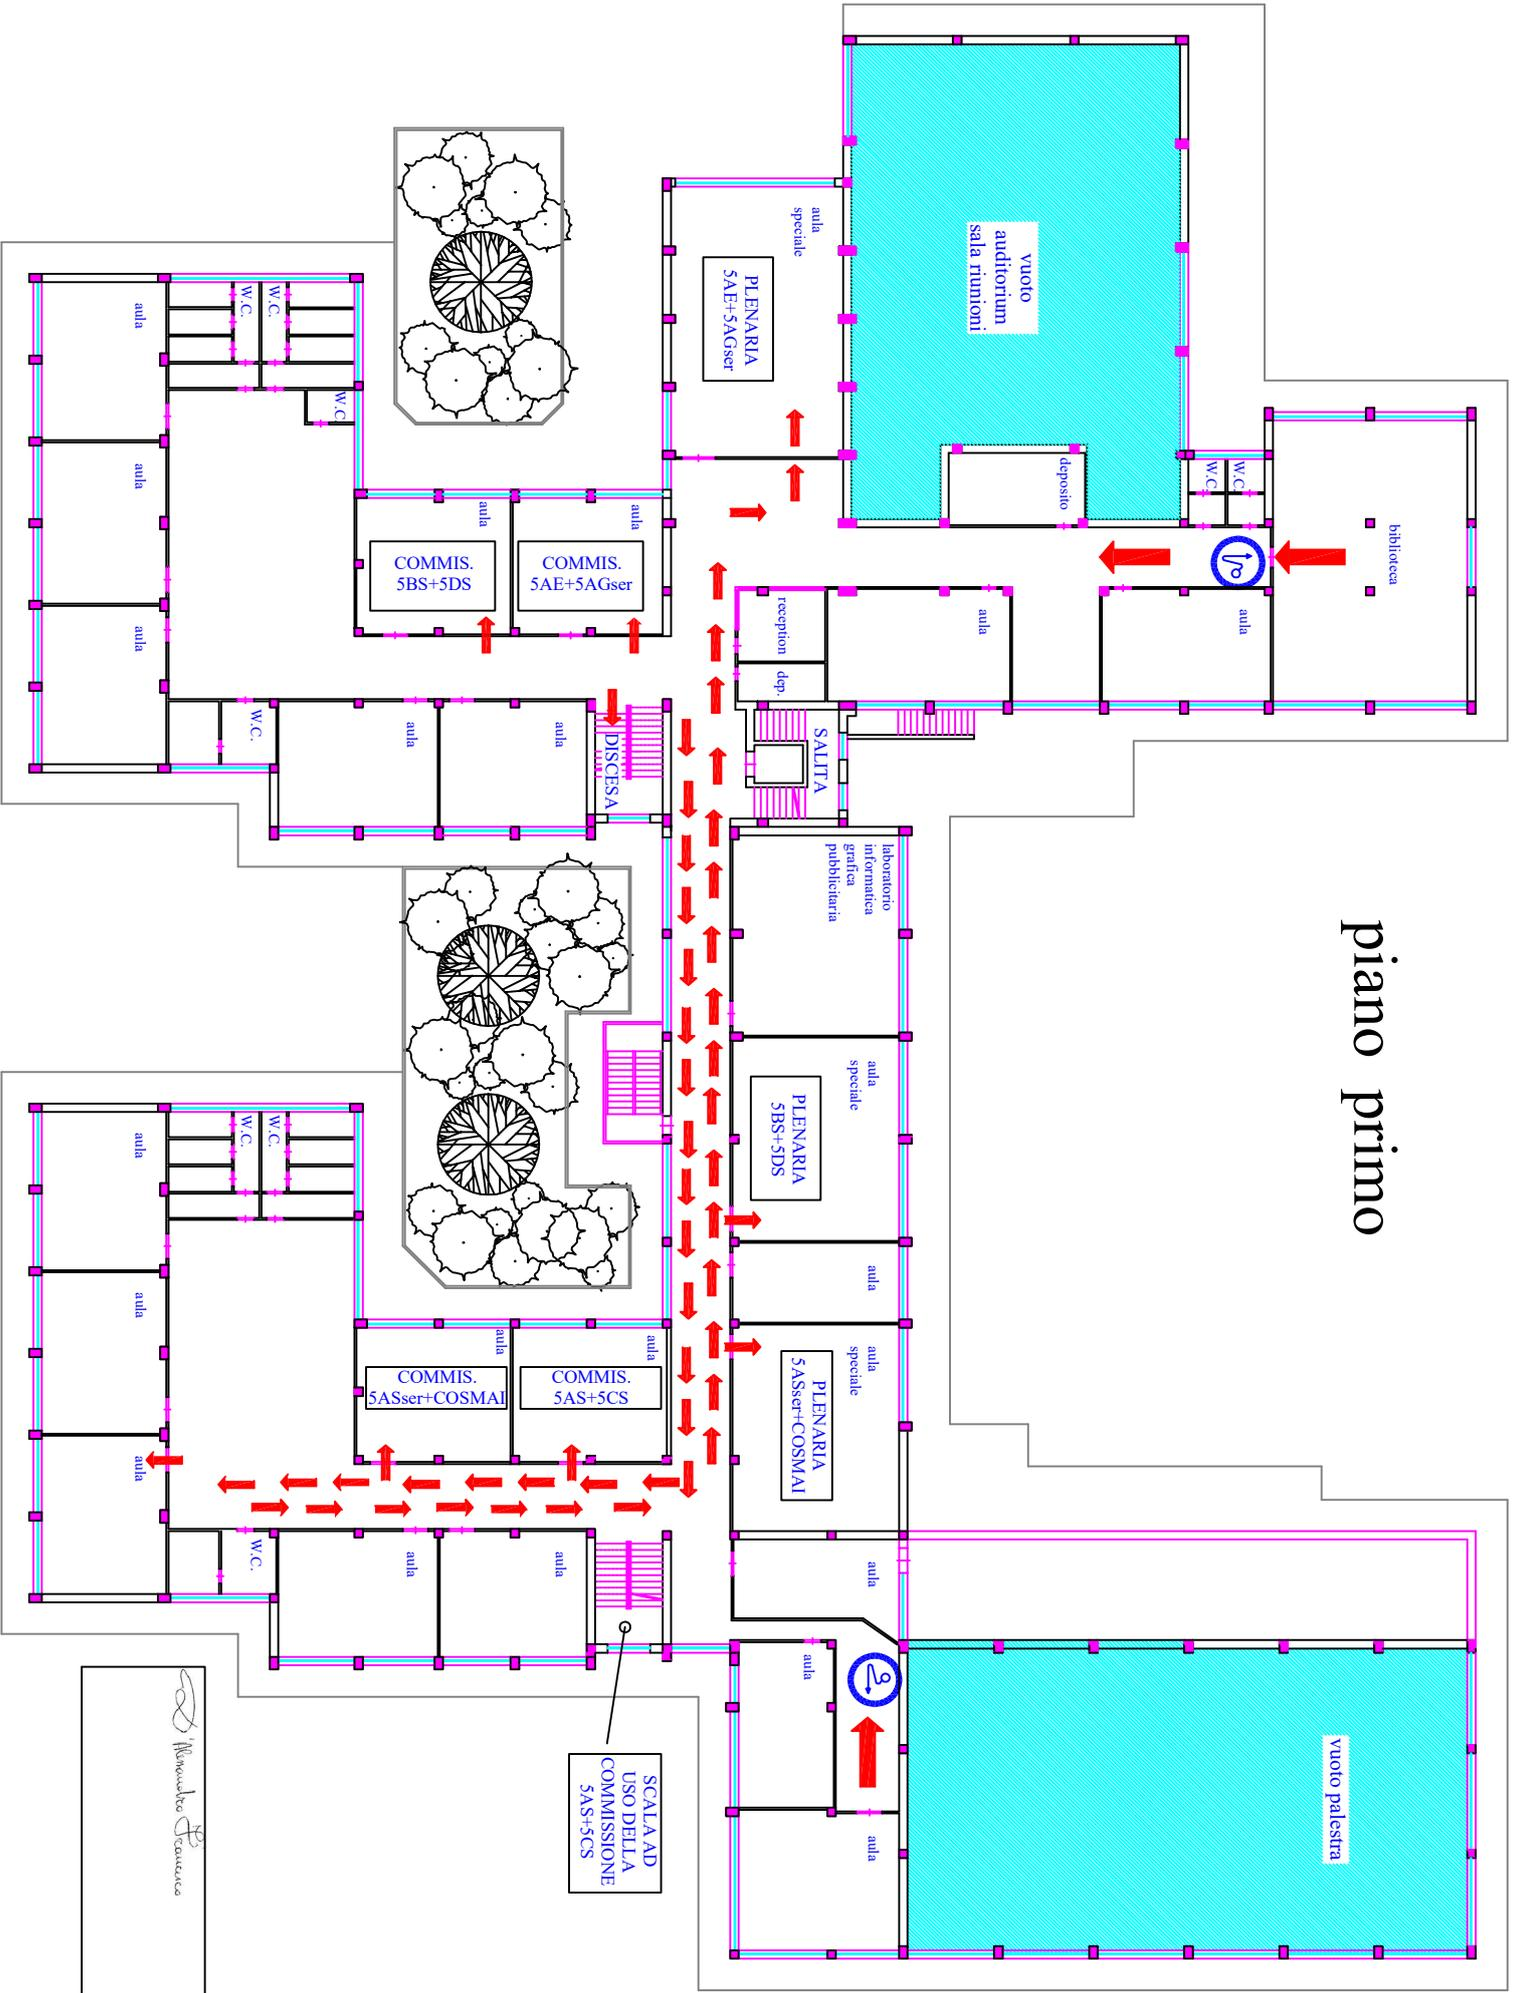 piano primo
vuoto
auditorium
sala riunioni
aula
speciale
PLENARIA
5AE+5AGser
deposito
W.C.
W.C.
biblioteca
aula
aula
reception
dep.
SALITA
DISCESA
aula
COMMIS.
5BS+5DS
aula
COMMIS.
5AE+5AGser
W.C.
W.C.
W.C.
aula
aula
aula
W.C.
aula
aula
laboratorio
informatica
grafica
pubblicitaria
aula
speciale
PLENARIA
5BS+5DS
aula
aula
speciale
PLENARIA
5ASser+COSMAI
aula
COMMIS.
5ASser+COSMAI
aula
COMMIS.
5AS+5CS
W.C.
W.C.
aula
aula
aula
W.C.
aula
aula
aula
aula
aula
vuoto palestra
SCALA AD
USO DELLA
COMMISSIONE
5AS+5CS